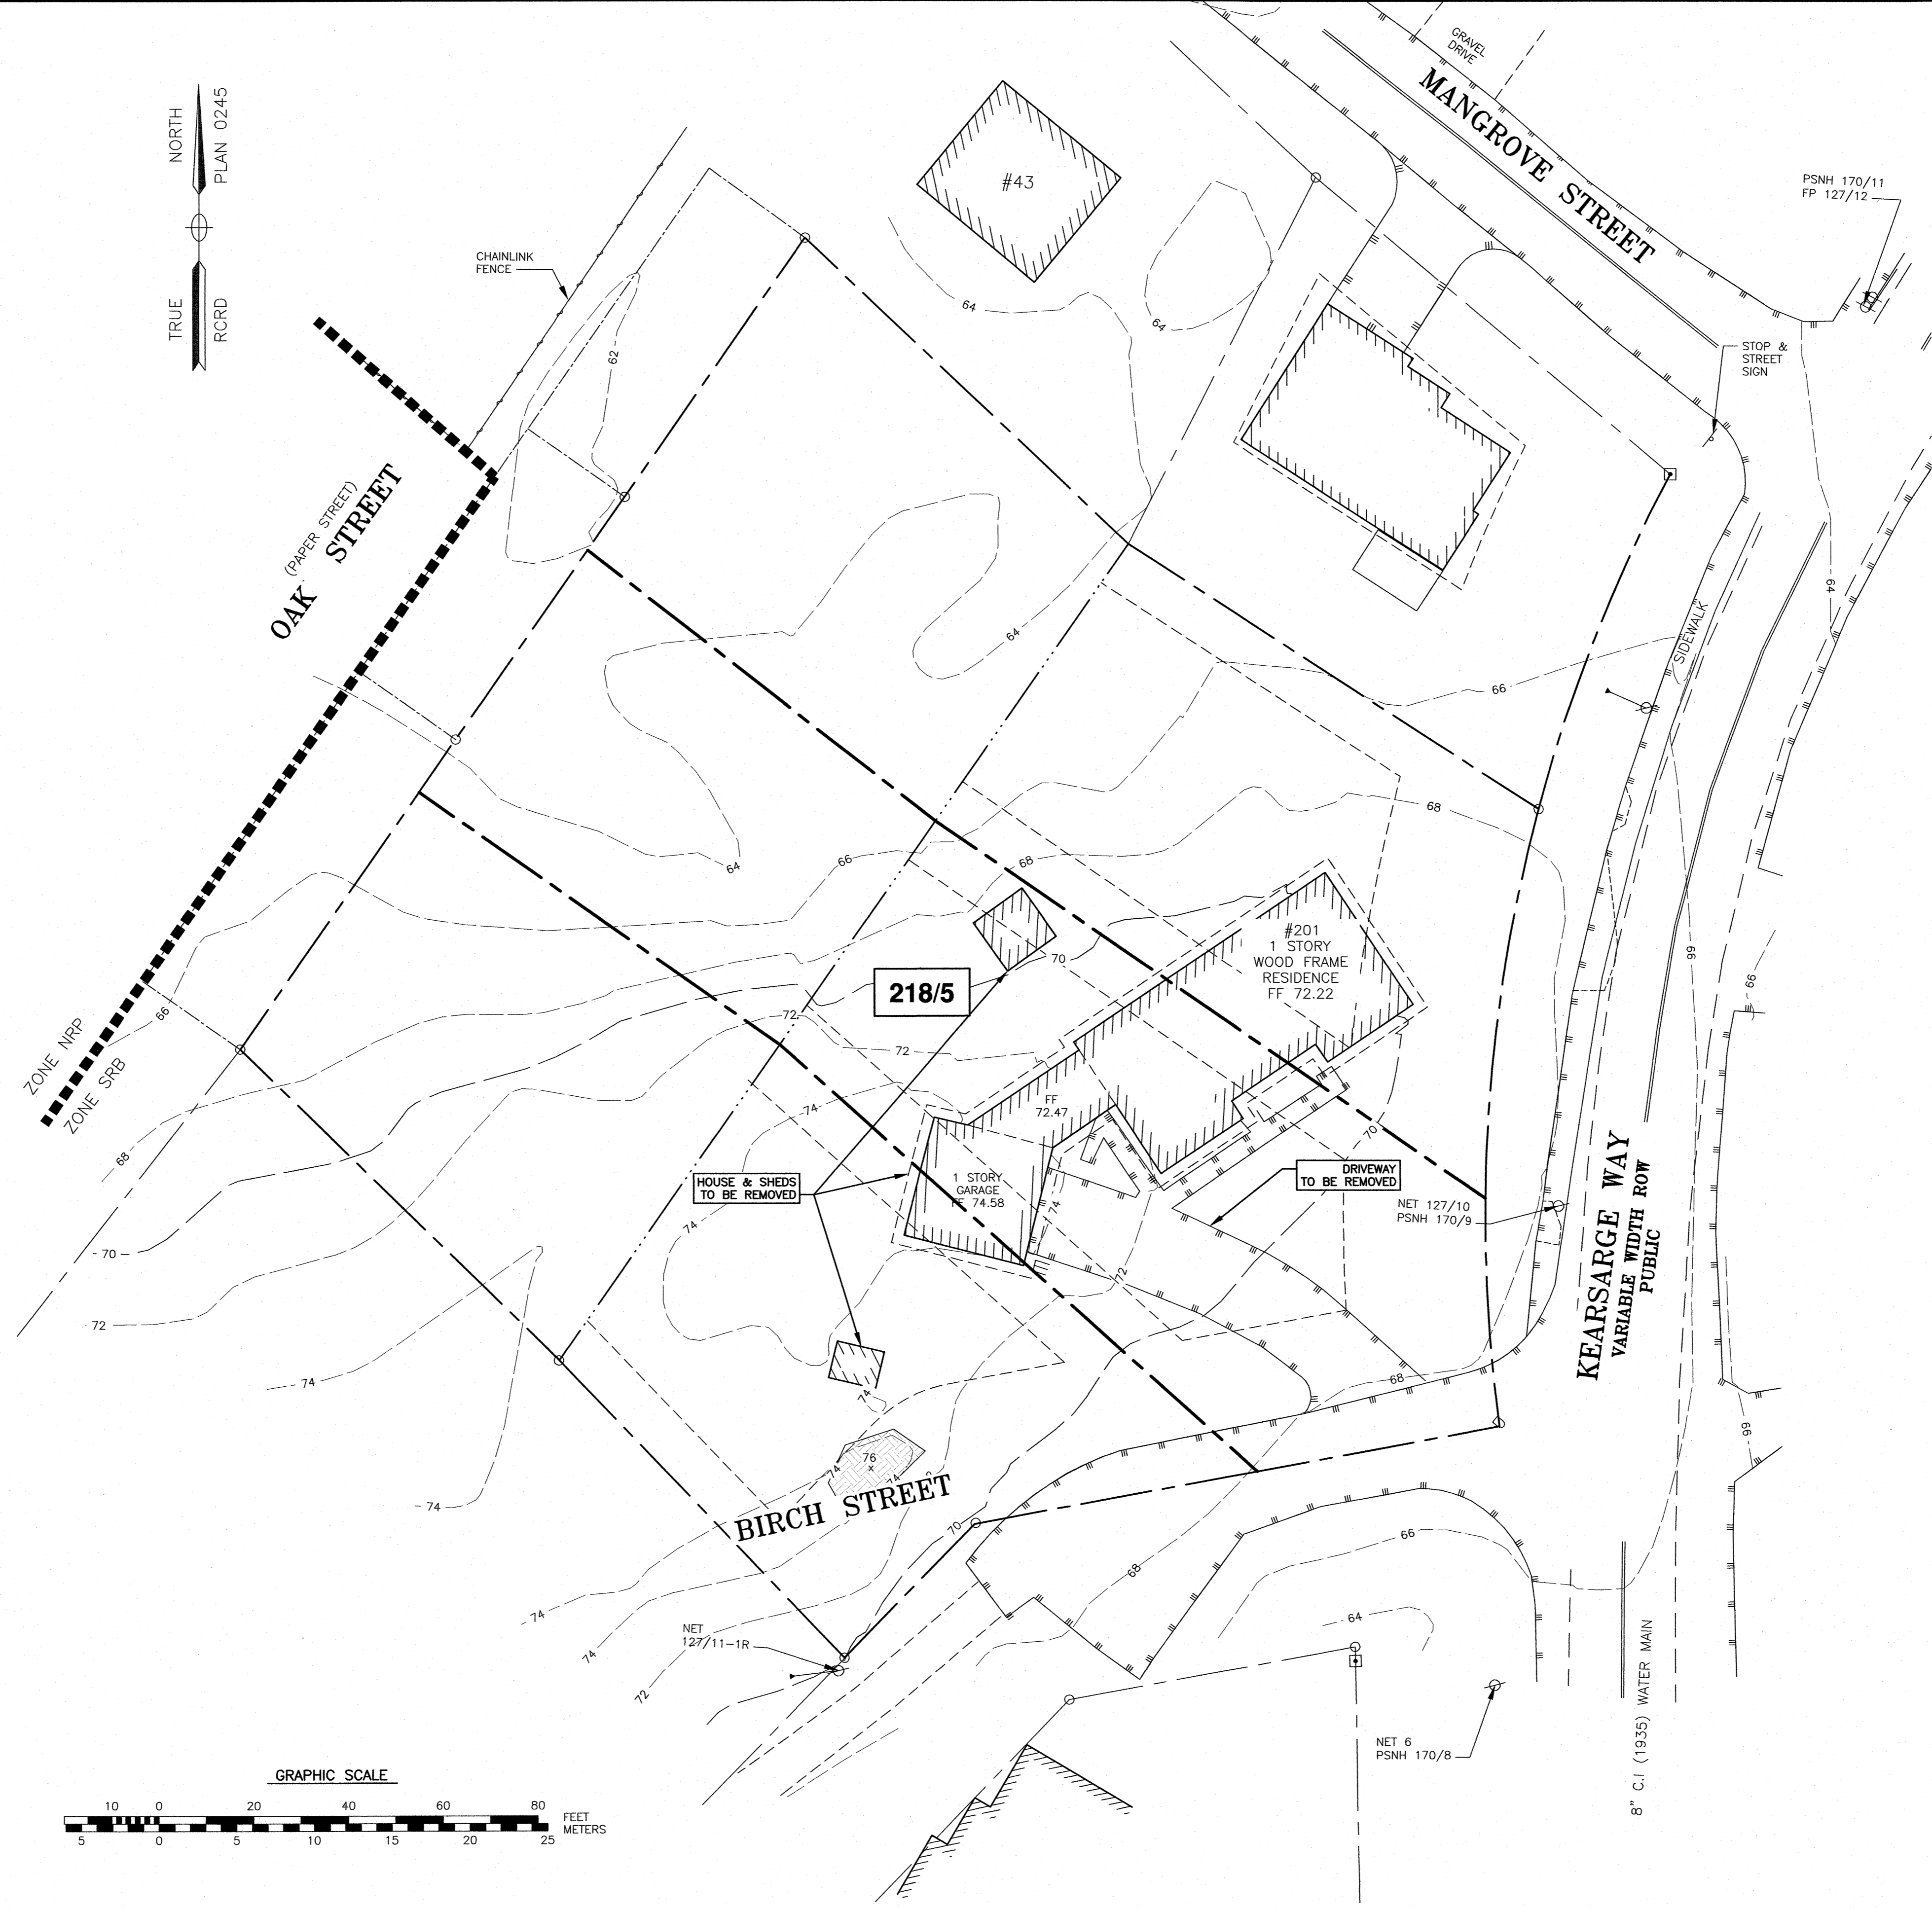 GRAVEL
DRIVE
MANGROVE STREET
NORTH
PLAN 0245
TRUE
RCRD
#43
PSNH 170/11
FP 127/12
CHAINLINK
FENCE
64
64
62
STOP &
STREET
SIGN
(PAPER STREET)
OAK STREET
64
64
SIDEWALK
66
68
66
68
64
#201
1 STORY
WOOD FRAME
RESIDENCE
FF 72.22
70
66
66
218/5
66
72
72
ZONE NRP
ZONE SRB
FF
72.47
74
70
68
HOUSE & SHEDS
TO BE REMOVED
1 STORY
GARAGE
FF 74.58
DRIVEWAY
TO BE REMOVED
74
74
NET 127/10
PSNH 170/9
KEARSARGE WAY
VARIABLE WIDTH ROW
PUBLIC
70
72
72
74
68
74
66
76
74
74
74
BIRCH STREET
70
66
68
74
74
72
NET
127/11-1R
64
8" C.I (1935) WATER MAIN
NET 6
PSNH 170/8
GRAPHIC SCALE
10 0 20 40 60 80
FEET
METERS
5 0 5 10 15 20 25